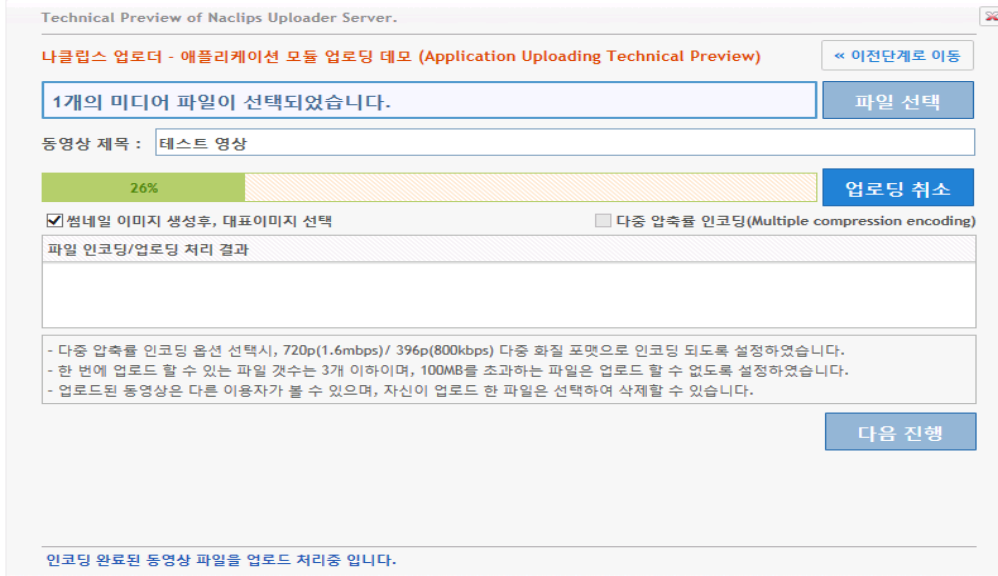 Technical Preview of Naclips Uploader Server.
나클립스 업로더 - 애플리케이션 모듈 업로딩 데모 (Application Uploading Technical Preview)
« 이전단계로 이동
1개의 미디어 파일이 선택되었습니다.
파일 선택
동영상 제목 :
테스트 영상
26%
업로딩 취소
썸네일 이미지 생성후, 대표이미지 선택
다중 압축률 인코딩(Multiple compression encoding)
파일 인코딩/업로딩 처리 결과
- 다중 압축률 인코딩 옵션 선택시, 720p(1.6mbps)/ 396p(800kbps) 다중 화질 포맷으로 인코딩 되도록 설정하였습니다.
- 한 번에 업로드 할 수 있는 파일 갯수는 3개 이하이며, 100MB를 초과하는 파일은 업로드 할 수 없도록 설정하였습니다.
- 업로드된 동영상은 다른 이용자가 볼 수 있으며, 자신이 업로드 한 파일은 선택하여 삭제할 수 있습니다.
다음 진행
인코딩 완료된 동영상 파일을 업로드 처리중 입니다.